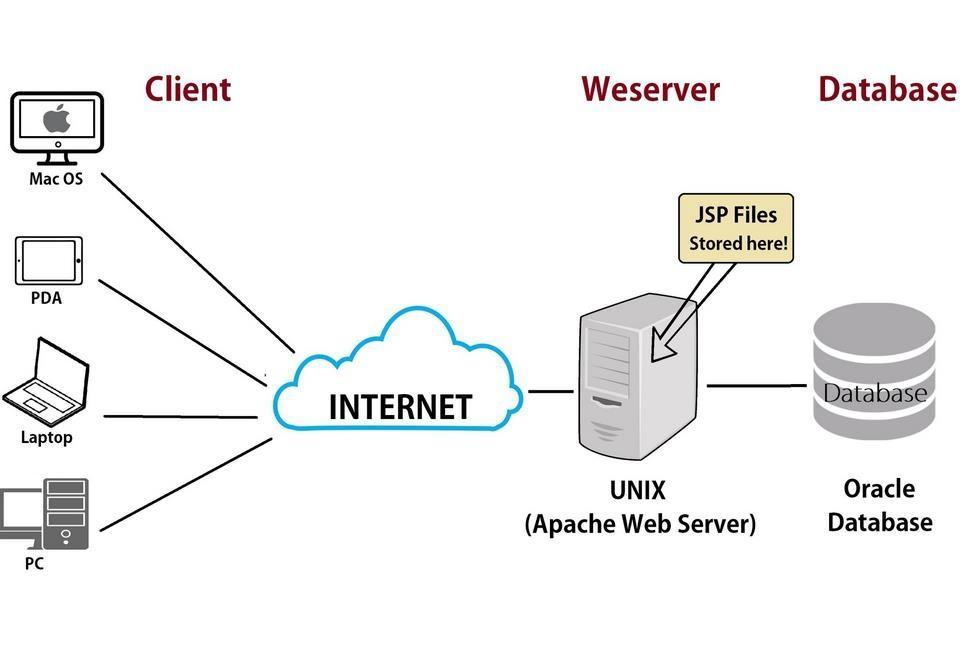 Client
Weserver
Database
Mac OS
JSP Files
Stored here!
PDA
INTERNET
Database
Laptop
UNIX
(Apache Web Server)
Oracle
Database
PC